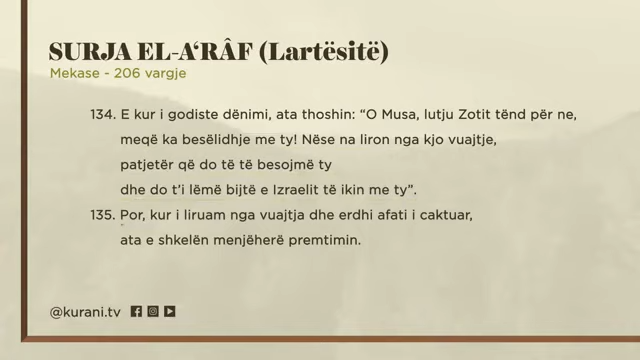 SURJA EL-A‘RÂF (Lartësitë)
Mekase - 206 vargje
134. E kur i godiste dënimi, ata thoshin: “O Musa, lutju Zotit tënd për ne,
meqë ka besëlidhje me ty! Nëse na liron nga kjo vuajtje,
patjetër që do të të besojmë ty
dhe do t’i lëmë bijtë e Izraelit të ikin me ty”.
135. Por, kur i liruam nga vuajtja dhe erdhi afati i caktuar,
ata e shkelën menjëherë premtimin.
@kurani.tv